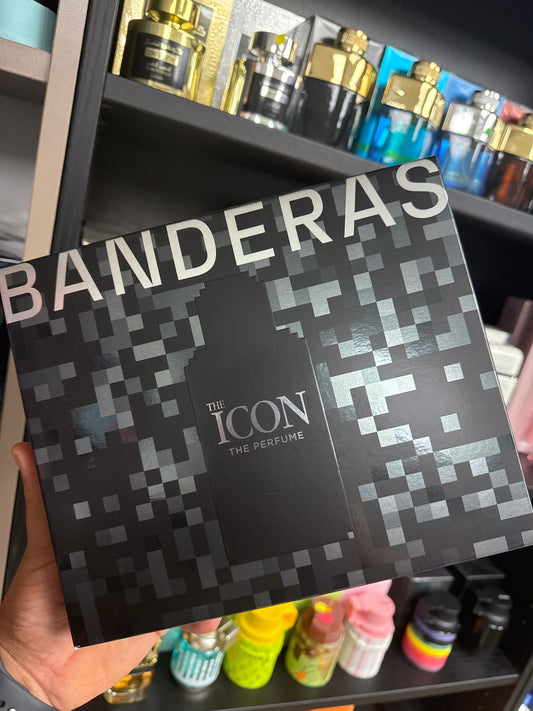 BANDERAS
THE
ICON
THE PERFUME